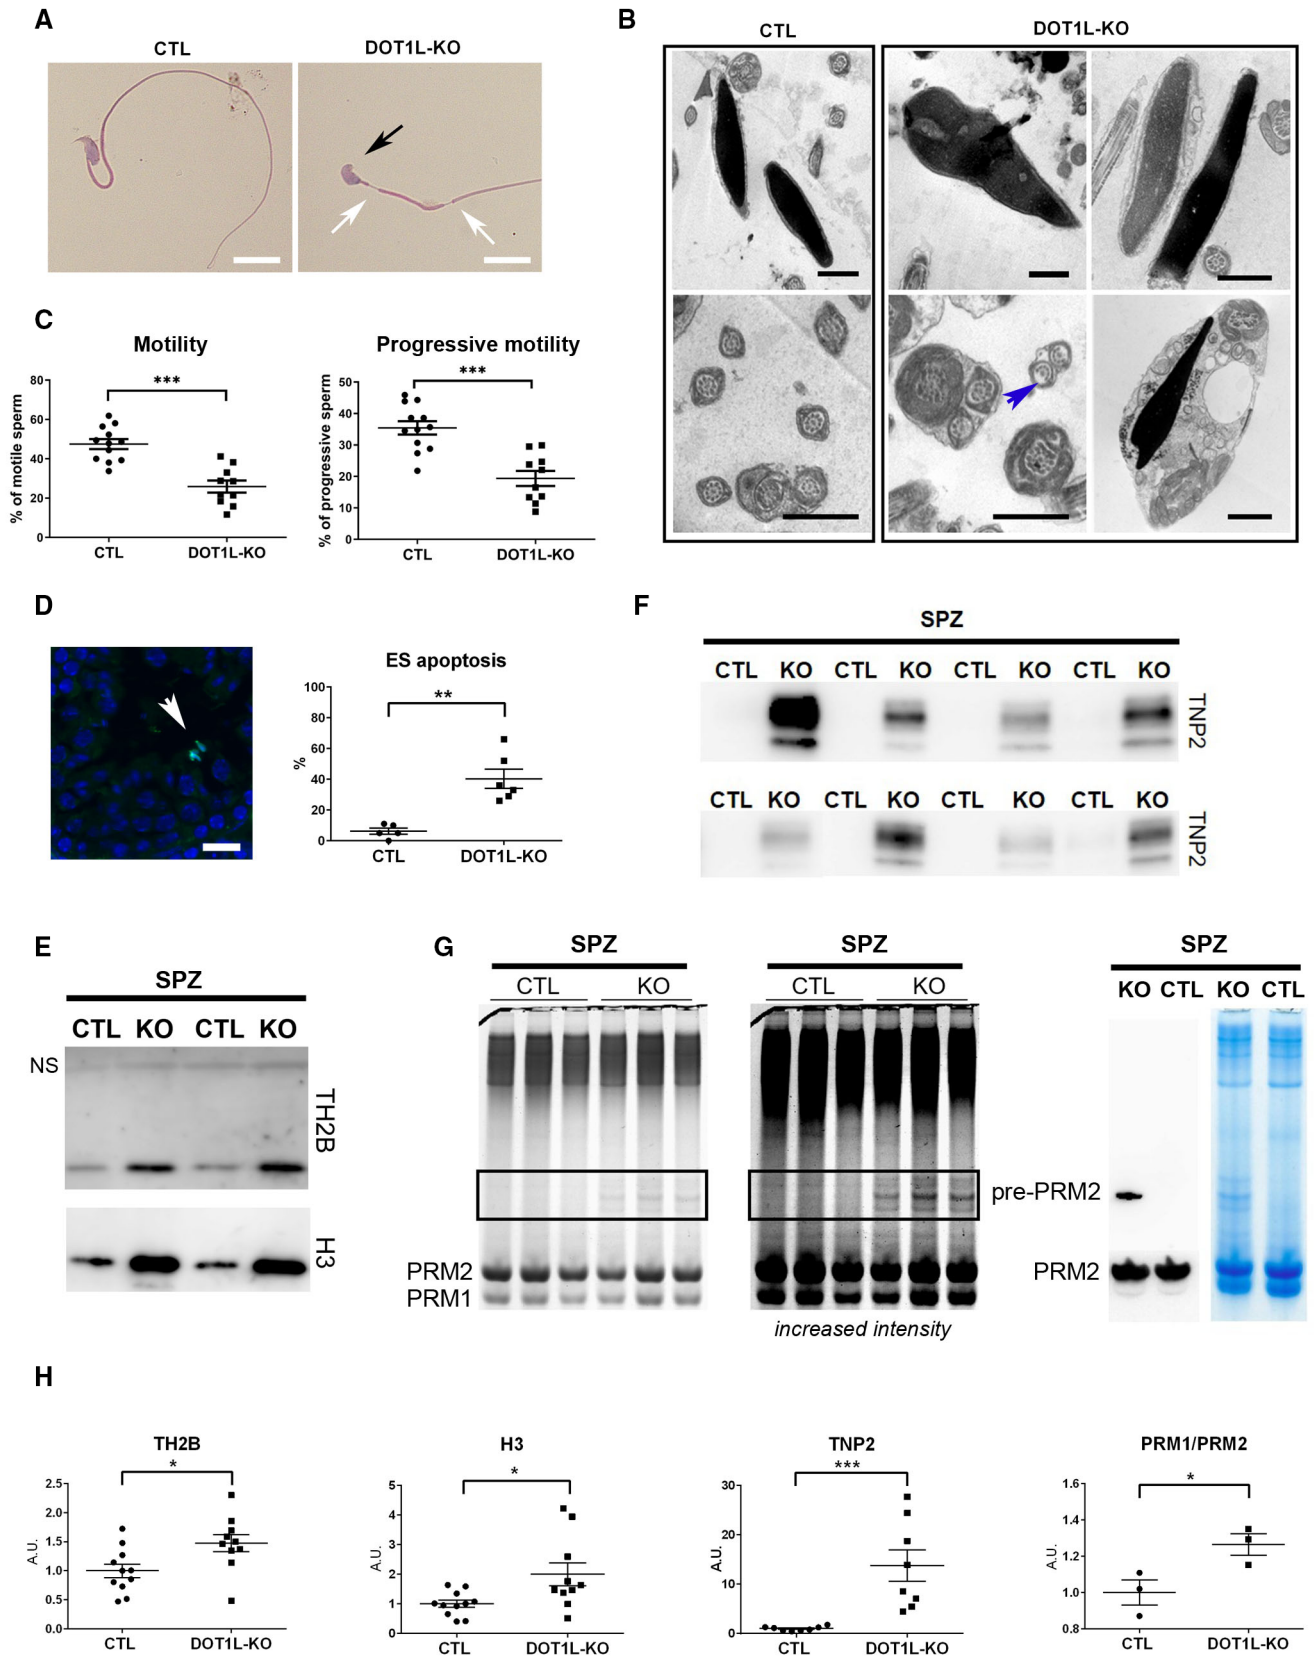 A
CTL
DOT1L-KO
B
CTL
DOT1L-KO
C
Motility
% of motile sperm
80
60
40
20
0
***
CTL
DOT1L-KO
Progressive motility
% of progressive sperm
50
40
30
20
10
0
***
CTL
DOT1L-KO
D
ES apoptosis
%
100
80
60
40
20
0
**
CTL
DOT1L-KO
F
SPZ
CTL KO CTL KO CTL KO CTL KO
TNP2
CTL KO CTL KO CTL KO CTL KO
TNP2
E
SPZ
CTL KO CTL KO
NS
TH2B
H3
G
SPZ
CTL KO
PRM2
PRM1
SPZ
CTL KO
increased intensity
SPZ
KO CTL KO CTL
pre-PRM2
PRM2
H
TH2B
A.U.
2.5
2.0
1.5
1.0
0.5
0.0
*
CTL
DOT1L-KO
H3
A.U.
5
4
3
2
1
0
*
CTL
DOT1L-KO
TNP2
A.U.
30
20
10
0
***
CTL
DOT1L-KO
PRM1/PRM2
A.U.
1.6
1.4
1.2
1.0
0.8
*
CTL
DOT1L-KO